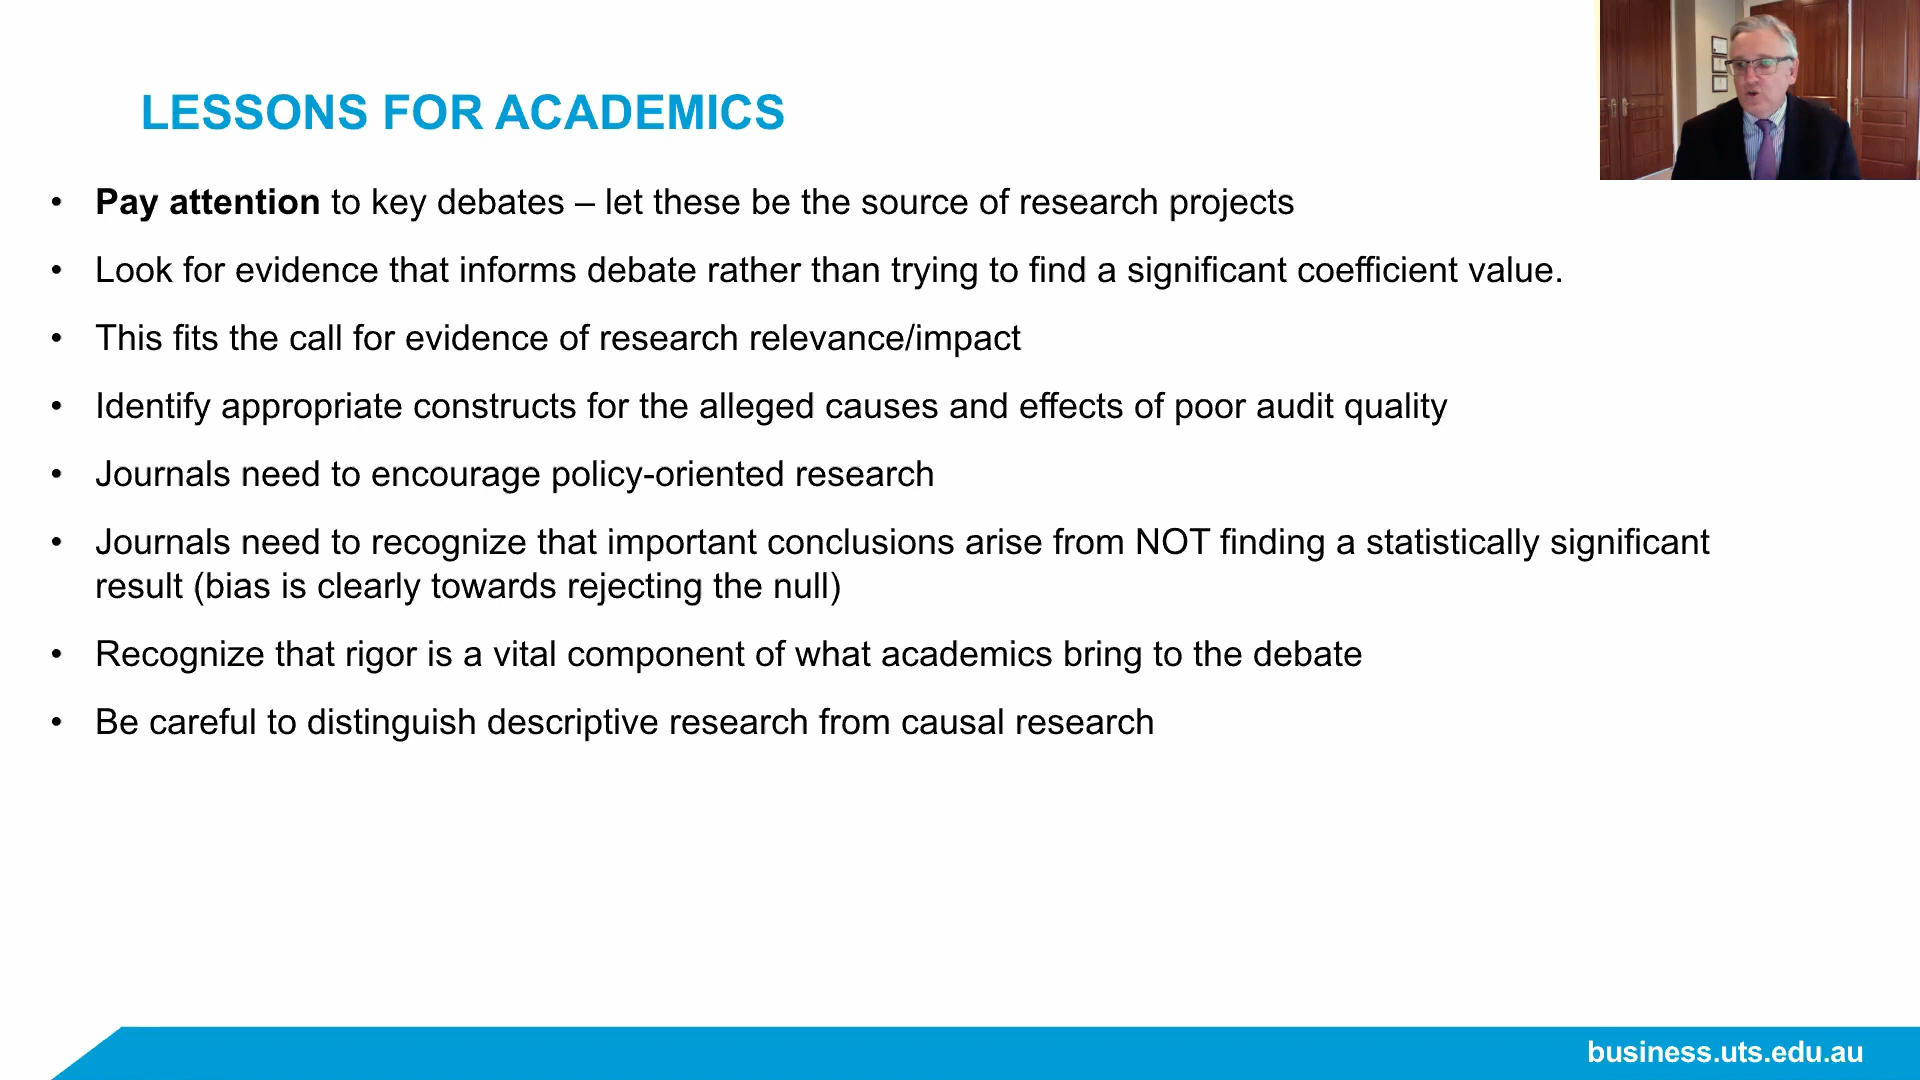 LESSONS FOR ACADEMICS
• Pay attention to key debates – let these be the source of research projects
• Look for evidence that informs debate rather than trying to find a significant coefficient value.
• This fits the call for evidence of research relevance/impact
• Identify appropriate constructs for the alleged causes and effects of poor audit quality
• Journals need to encourage policy-oriented research
• Journals need to recognize that important conclusions arise from NOT finding a statistically significant
result (bias is clearly towards rejecting the null)
• Recognize that rigor is a vital component of what academics bring to the debate
• Be careful to distinguish descriptive research from causal research
business.uts.edu.au